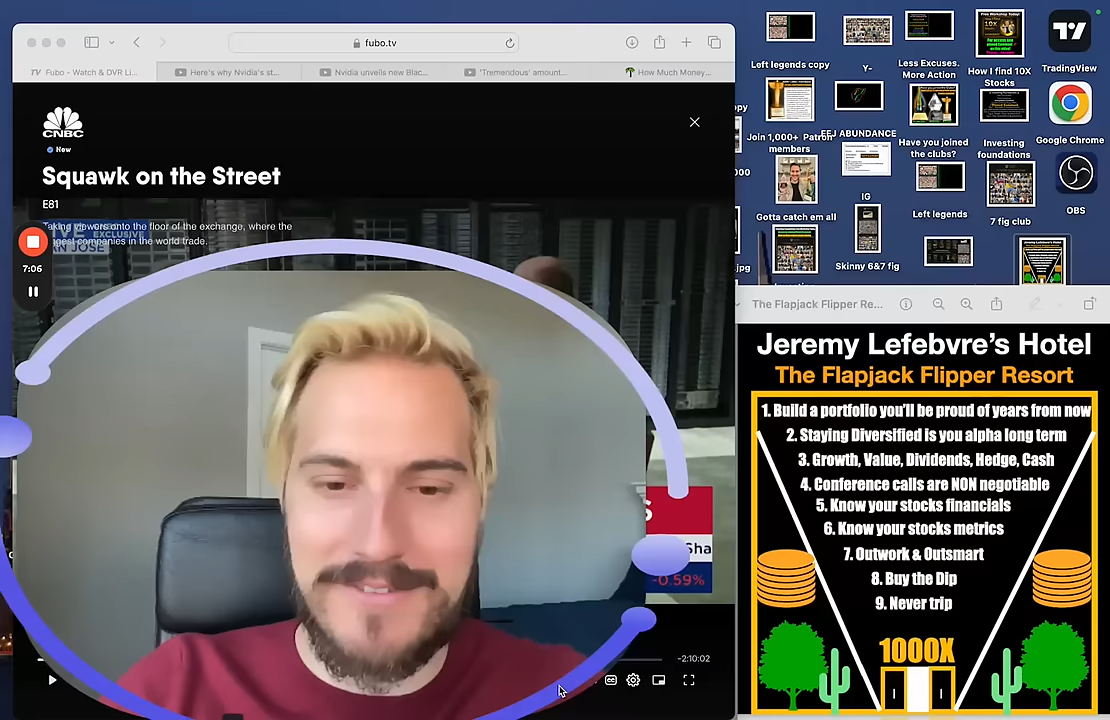 fubo.tv
Fubo - Watch & DVR Li...
Here's why Nvidia's st...
Nvidia unveils new Blac...
'Tremendous' amount...
How Much Money...
CNBC
New
Squawk on the Street
E81
Taking viewers onto the floor of the exchange, where the
companies in the world trade.
EXCLUSIVE
AN JOSE
7:06
S
Sha
-0.59%
-2:10:02
Left legends copy
Y-
Less Excuses.
More Action
How I find 10X
Stocks
TradingView
Join 1,000+ Patron
members
EEJ ABUNDANCE
Have you joined
the clubs?
Investing
foundations
Google Chrome
Gotta catch em all
IG
Left legends
7 fig club
OBS
Skinny 6&7 fig
.jpg
The Flapjack Flipper Re...
Jeremy Lefebvre's Hotel
The Flapjack Flipper Resort
1. Build a portfolio you'll be proud of years from now
2. Staying Diversified is you alpha long term
3. Growth, Value, Dividends, Hedge, Cash
4. Conference calls are NON negotiable
5. Know your stocks financials
6. Know your stocks metrics
7. Outwork & Outsmart
8. Buy the Dip
9. Never trip
1000X